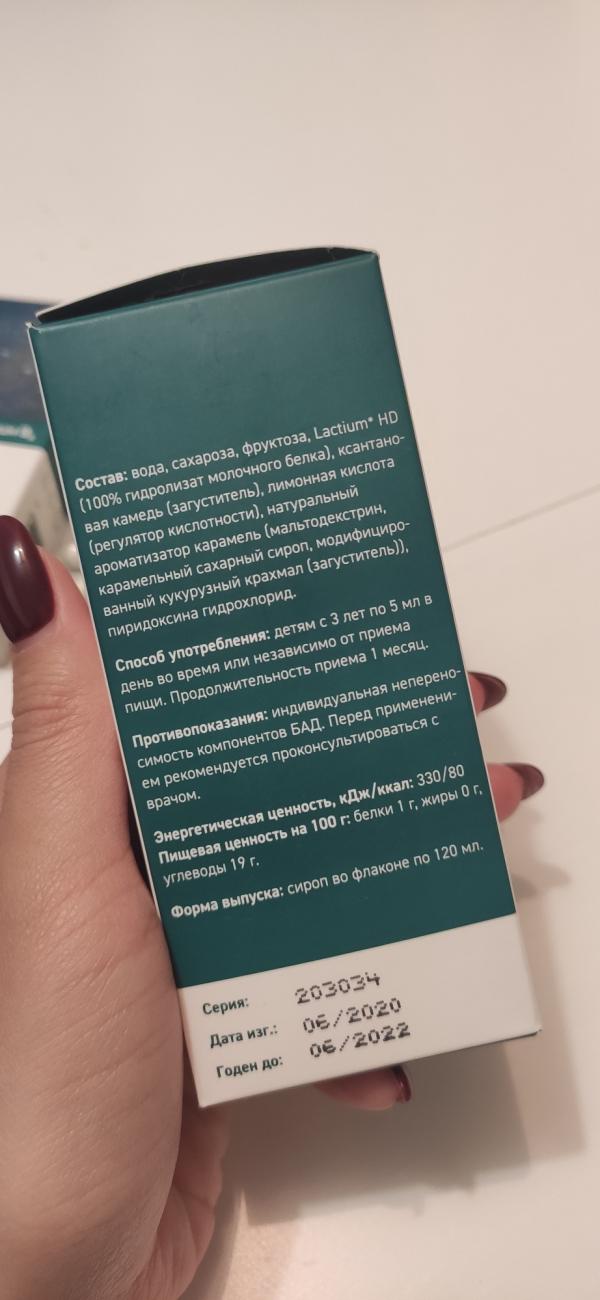 Состав: вода, сахароза, фруктоза, Lactium* HD
(100% гидролизат молочного белка), ксантано-
вая камедь (загуститель), лимонная кислота
(регулятор кислотности), натуральный
ароматизатор карамель (мальтодекстрин,
карамельный сахарный сироп, модифициро-
ванный кукурузный крахмал (загуститель)),
пиридоксина гидрохлорид.
Способ употребления: детям с 3 лет по 5 мл в
день во время или независимо от приема
пищи. Продолжительность приема 1 месяц.
Противопоказания: индивидуальная неперено-
симость компонентов БАД. Перед применени-
ем рекомендуется проконсультироваться с
врачом.
Энергетическая ценность, кДж/ккал: 330/80
Пищевая ценность на 100 г: белки 1 г, жиры 0 г,
углеводы 19 г.
Форма выпуска: сироп во флаконе по 120 мл.
Серия: 203034
Дата изг.: 06/2020
Годен до: 06/2022